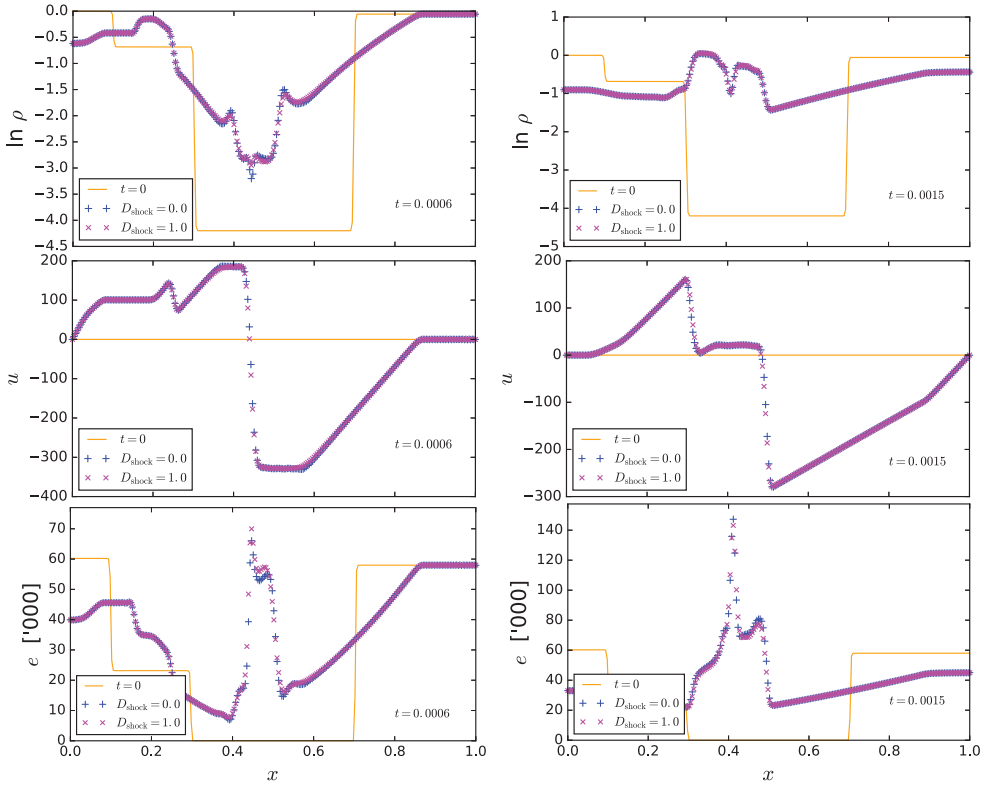 0.0
−0.5
−1.0
−1.5
−2.0
−2.5
−3.0
−3.5
−4.0
−4.5
ln ρ
t = 0
D_shock = 0.0
D_shock = 1.0
t = 0.0006
1
0
−1
−2
−3
−4
−5
ln ρ
t = 0
D_shock = 0.0
D_shock = 1.0
t = 0.0015
200
100
0
−100
−200
−300
−400
u
t = 0
D_shock = 0.0
D_shock = 1.0
t = 0.0006
200
100
0
−100
−200
−300
u
t = 0
D_shock = 0.0
D_shock = 1.0
t = 0.0015
70
60
50
40
30
20
10
0
e ['000]
t = 0
D_shock = 0.0
D_shock = 1.0
t = 0.0006
0.0 0.2 0.4 0.6 0.8 1.0
x
140
120
100
80
60
40
20
0
e ['000]
t = 0
D_shock = 0.0
D_shock = 1.0
t = 0.0015
0.0 0.2 0.4 0.6 0.8 1.0
x